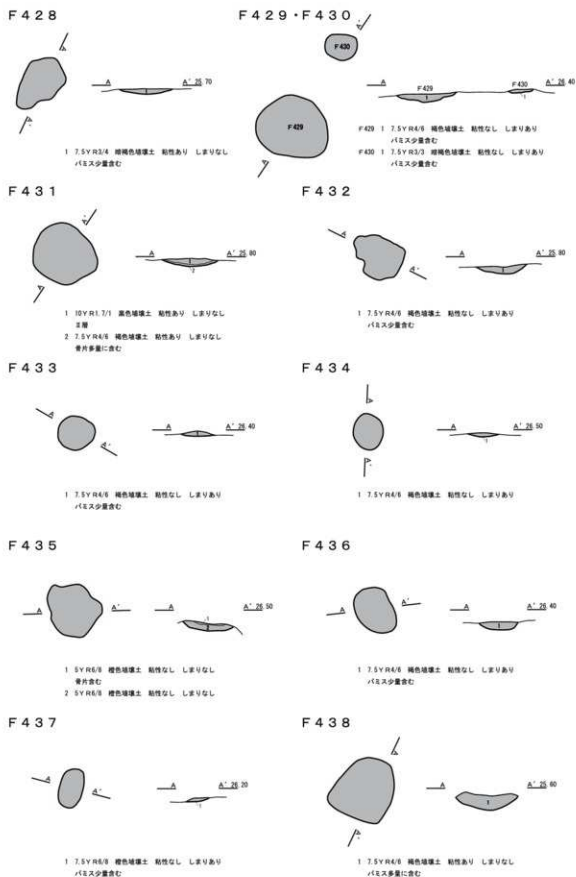 F428
A A' 25.70
1 7.5YR3/4 暗褐色埴壌土 粘性あり しまりなし
パミス少量含む
F429・F430
F430
F429
A F429 F430 A' 26.40
1 1
F429 1 7.5YR4/6 褐色埴壌土 粘性なし しまりあり
パミス少量含む
F430 1 7.5YR3/3 暗褐色埴壌土 粘性なし しまりあり
パミス少量含む
F431
A A' 25.80
1
2
1 10YR1.7/1 黒色埴壌土 粘性あり しまりなし
Ⅱ層
2 7.5YR4/6 褐色埴壌土 粘性あり しまりなし
骨片多量に含む
F432
A A'
A A' 25.80
1
1 7.5YR4/6 褐色埴壌土 粘性なし しまりあり
パミス少量含む
F433
A A'
A A' 26.40
1
1 7.5YR4/6 褐色埴壌土 粘性なし しまりあり
パミス少量含む
F434
A A' 26.50
1
1 7.5YR4/6 褐色埴壌土 粘性なし しまりあり
F435
A A' A A' 26.50
1
2
1 5YR6/8 橙色埴壌土 粘性なし しまりなし
骨片含む
2 5YR6/8 橙色埴壌土 粘性なし しまりなし
F436
A A' A A' 26.40
1
1 7.5YR4/6 褐色埴壌土 粘性なし しまりあり
パミス少量含む
F437
A A' A A' 26.20
1
1 7.5YR6/8 橙色埴壌土 粘性なし しまりあり
パミス少量含む
F438
A A' 25.60
1
1 7.5YR4/6 褐色埴壌土 粘性あり しまりあり
パミス多量に含む